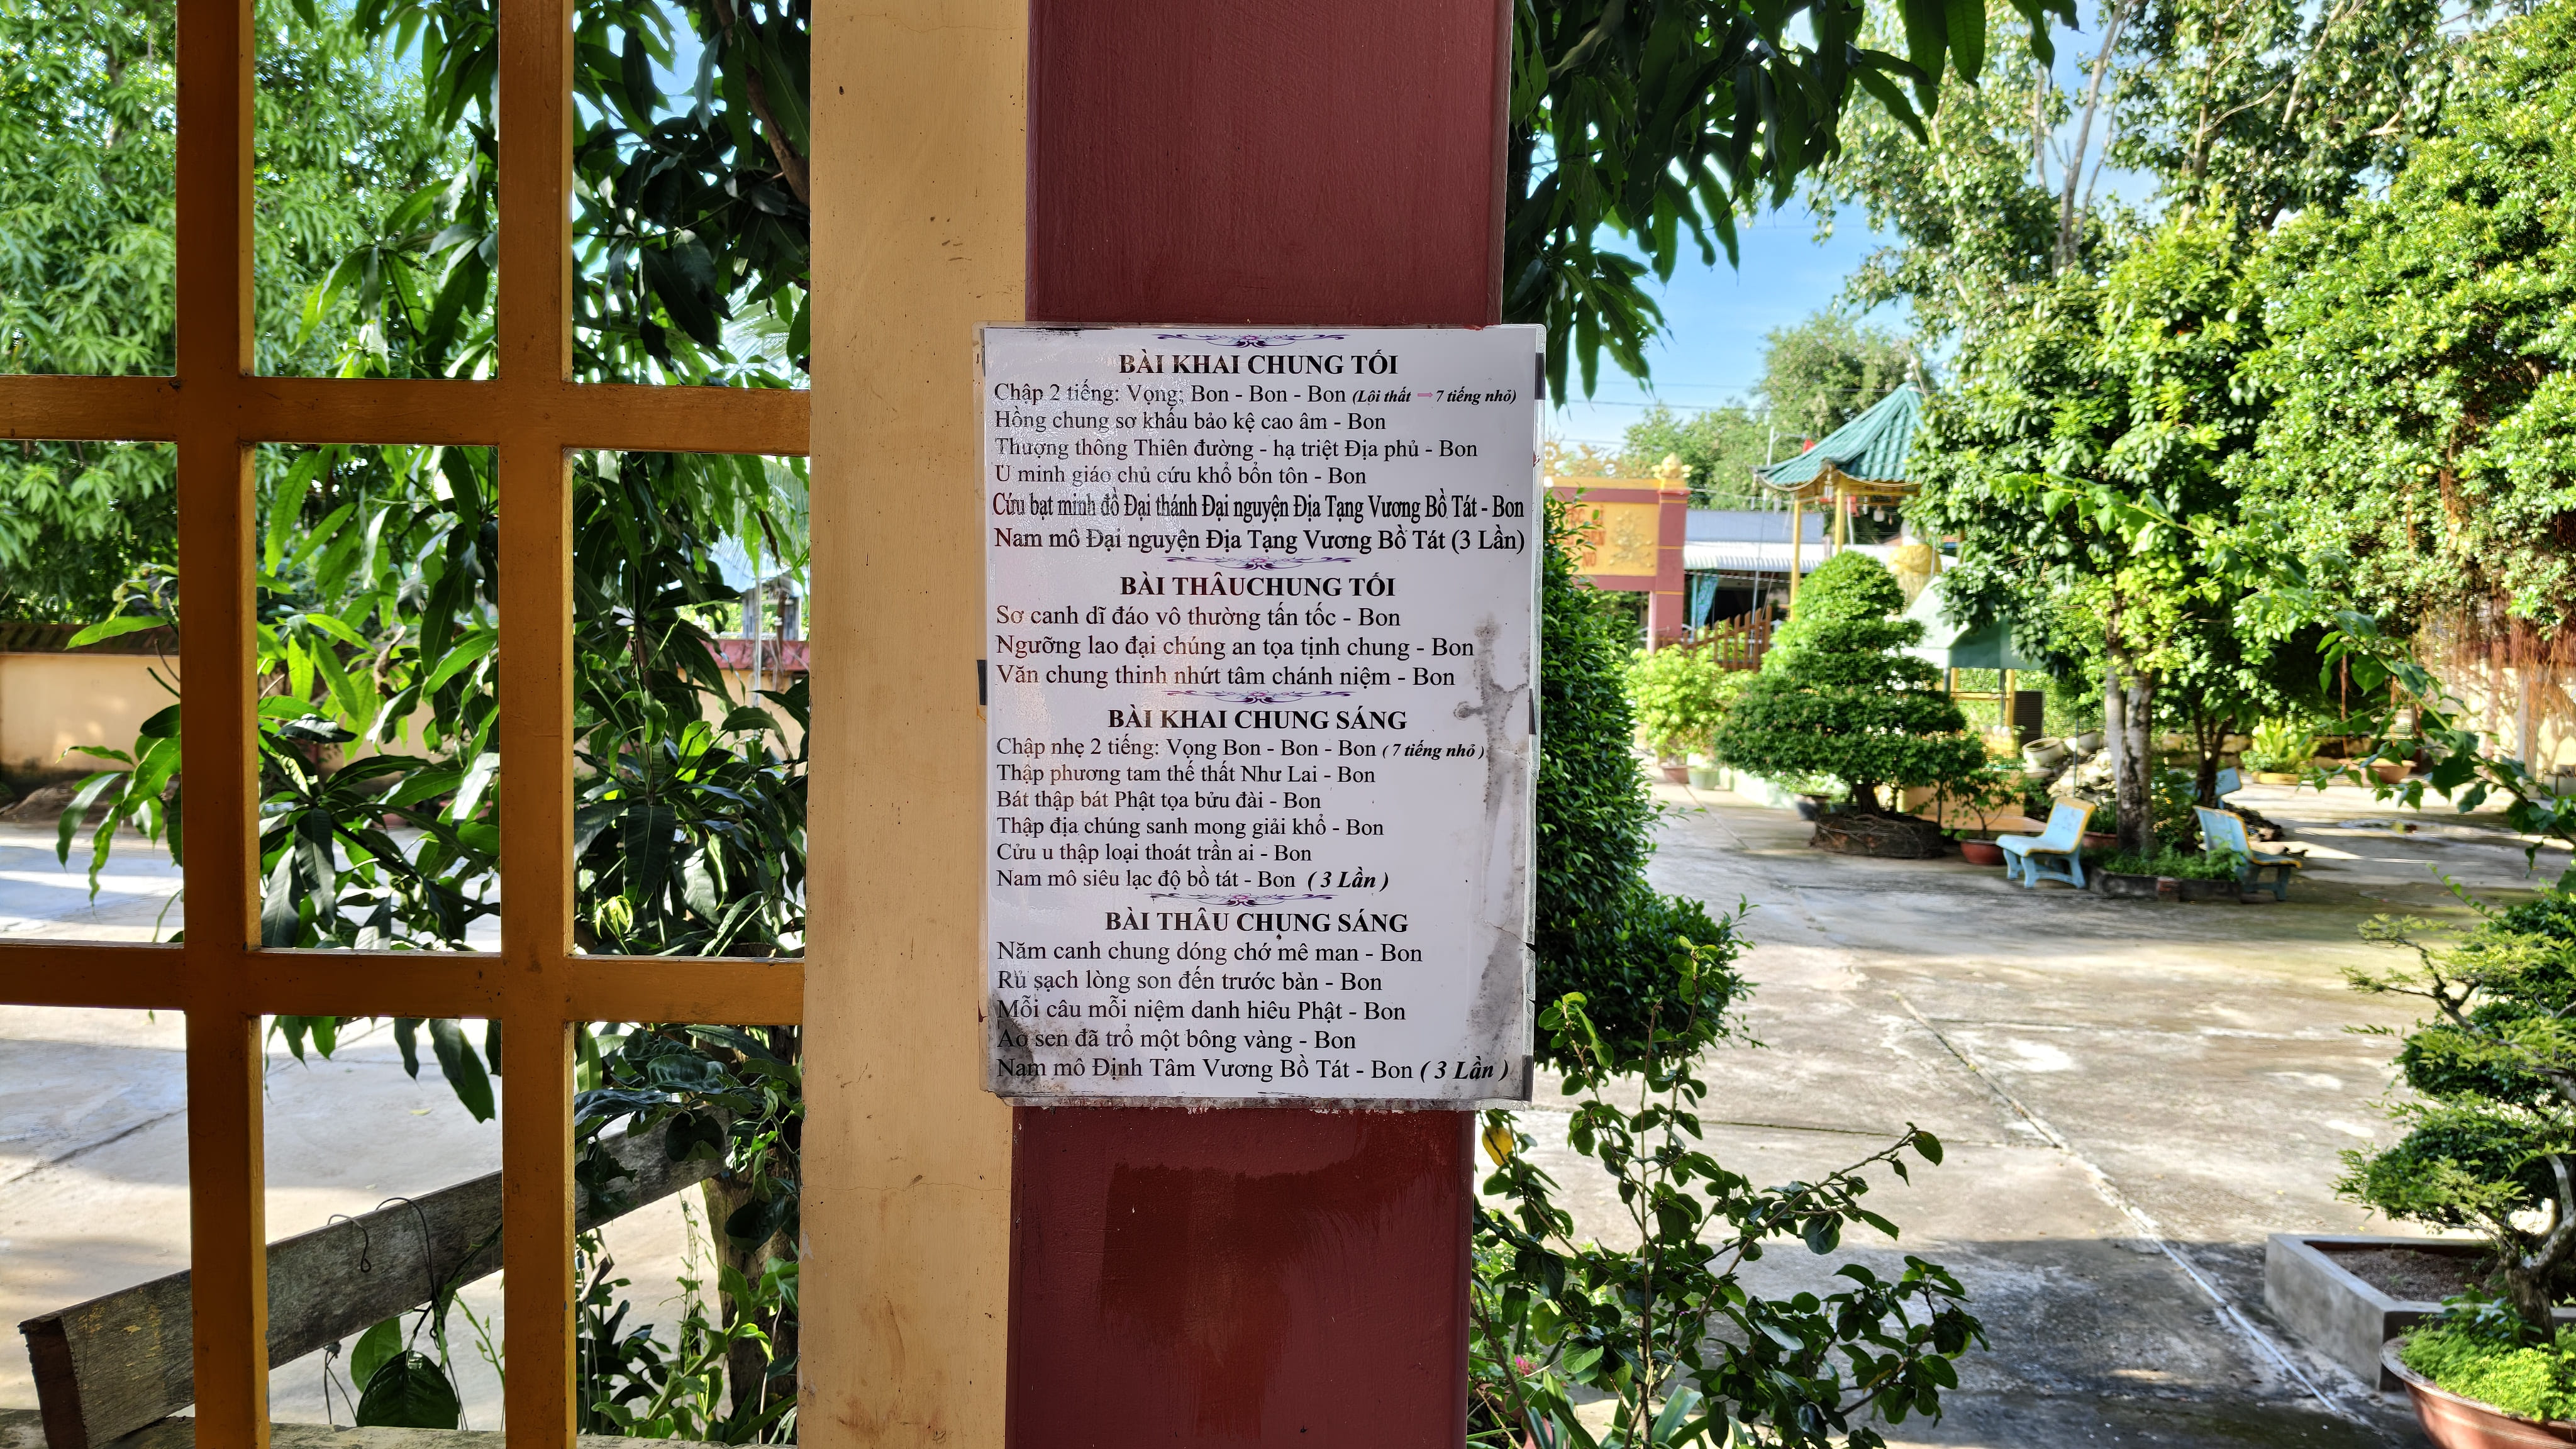 BÀI KHAI CHUNG TỐI
Chập 2 tiếng: Vọng; Bon - Bon - Bon (Lội thất ⟹ 7 tiếng nhỏ)
Hồng chung sơ khấu bảo kệ cao âm - Bon
Thượng thông Thiên đường - hạ triệt Địa phủ - Bon
U minh giáo chủ cứu khổ bổn tôn - Bon
Cứu bạt minh đồ Đại thánh Đại nguyện Địa Tạng Vương Bồ Tát - Bon
Nam mô Đại nguyện Địa Tạng Vương Bồ Tát (3 Lần)
BÀI THÂUCHUNG TỐI
Sơ canh dĩ đáo vô thường tấn tốc - Bon
Ngưỡng lao đại chúng an tọa tịnh chung - Bon
Văn chung thinh nhứt tâm chánh niệm - Bon
BÀI KHAI CHUNG SÁNG
Chập nhẹ 2 tiếng: Vọng Bon - Bon - Bon ( 7 tiếng nhỏ )
Thập phương tam thế thất Như Lai - Bon
Bát thập bát Phật tọa bửu đài - Bon
Thập địa chúng sanh mong giải khổ - Bon
Cửu u thập loại thoát trần ai - Bon
Nam mô siêu lạc độ bồ tát - Bon ( 3 Lần )
BÀI THÂU CHUNG SÁNG
Năm canh chung dóng chớ mê man - Bon
Rủ sạch lòng son đến trước bàn - Bon
Mỗi câu mỗi niệm danh hiêu Phật - Bon
Ao sen đã trổ một bông vàng - Bon
Nam mô Định Tâm Vương Bồ Tát - Bon ( 3 Lần )